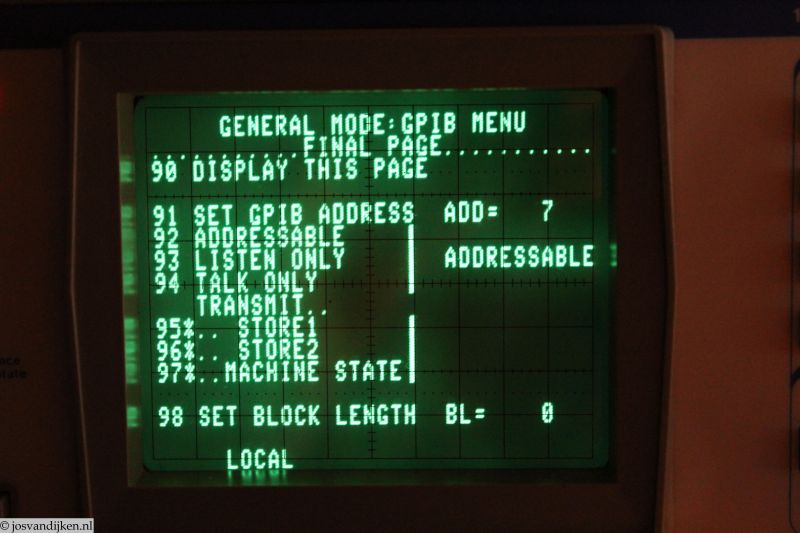 GENERAL MODE:GPIB MENU
..........FINAL PAGE...........
90 DISPLAY THIS PAGE
91 SET GPIB ADDRESS ADD= 7
92 ADDRESSABLE
93 LISTEN ONLY ADDRESSABLE
94 TALK ONLY
TRANSMIT..
95*.. STORE1
96*.. STORE2
97*..MACHINE STATE
98 SET BLOCK LENGTH BL= 0
LOCAL
© josvandijken.nl